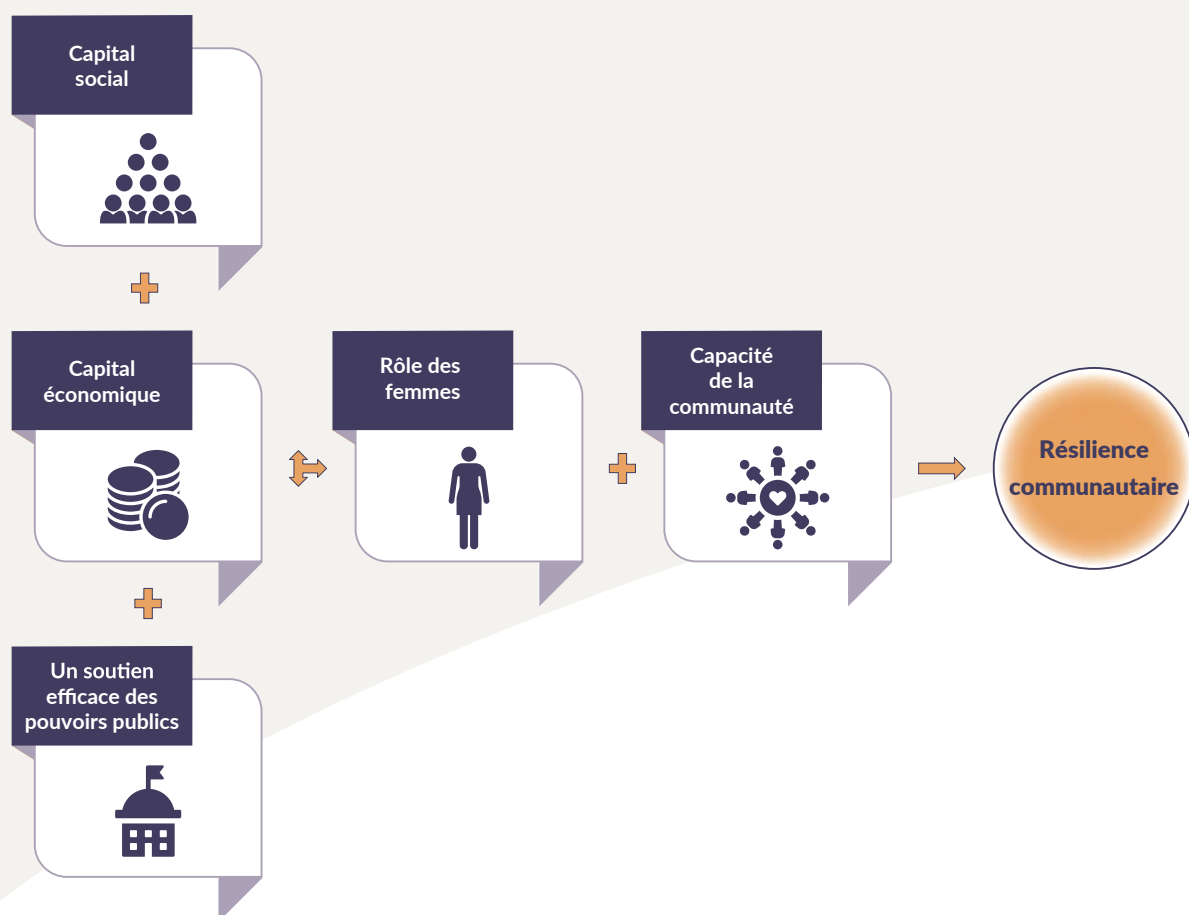 Capital
social
Capital
économique
Rôle des
femmes
Capacité
de la
communauté
Résilience
communautaire
Un soutien
efficace des
pouvoirs publics